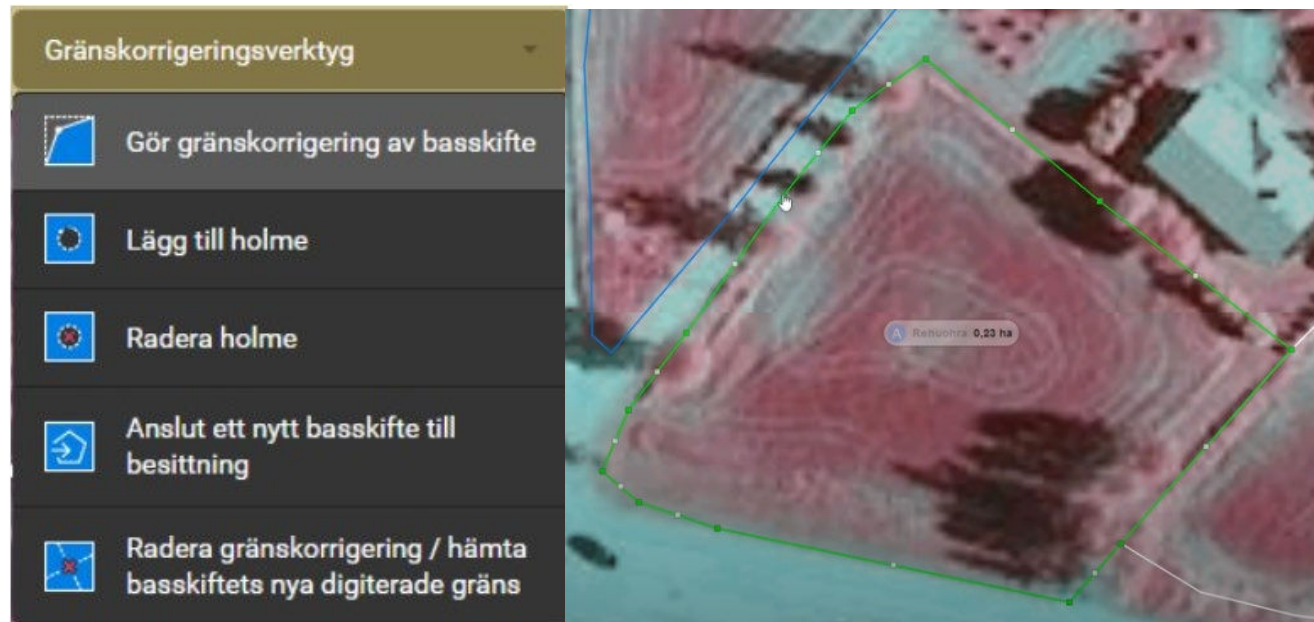 Gränskorrigeringsverktyg
Gör gränskorrigering av basskifte
Lägg till holme
Radera holme
Anslut ett nytt basskifte till
besittning
Radera gränskorrigering / hämta
basskiftets nya digiterade gräns
A Rehuohra 0,23 ha